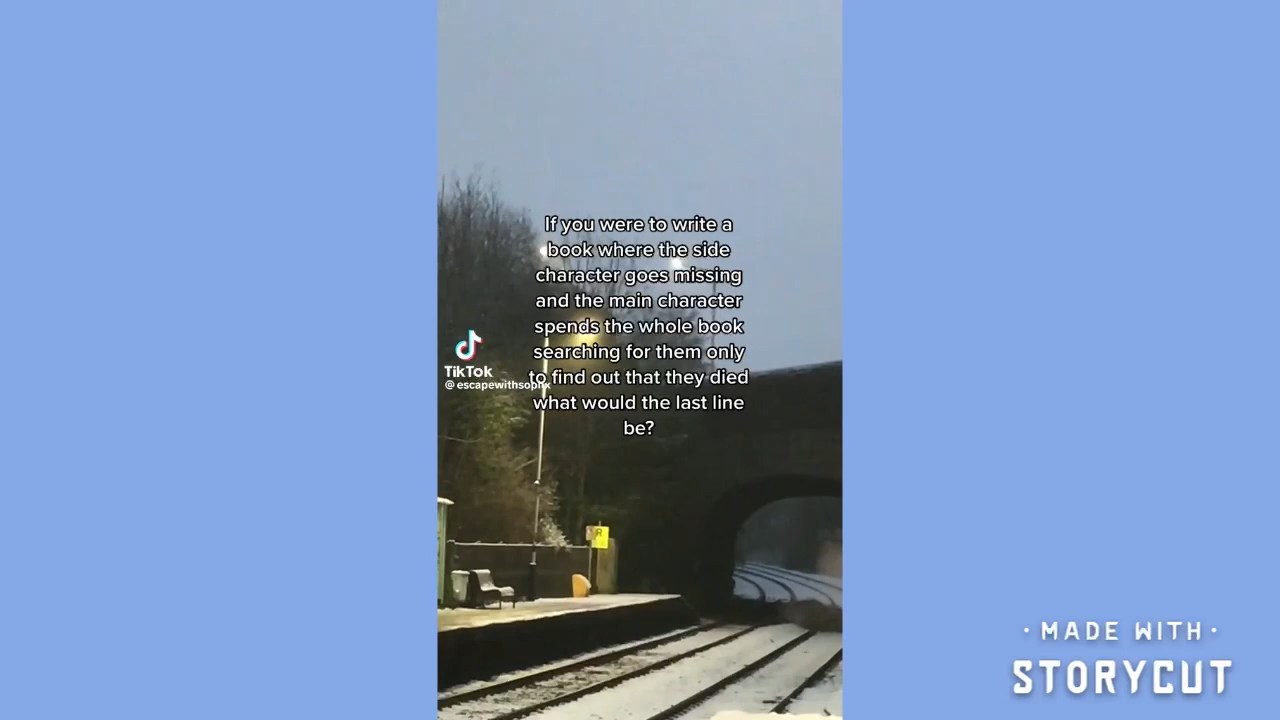 If you were to write a
book where the side
character goes missing
and the main character
spends the whole book
searching for them only
to find out that they died
what would the last line
be?
TikTok
@escapewithsophx
R
· MADE WITH ·
STORYCUT